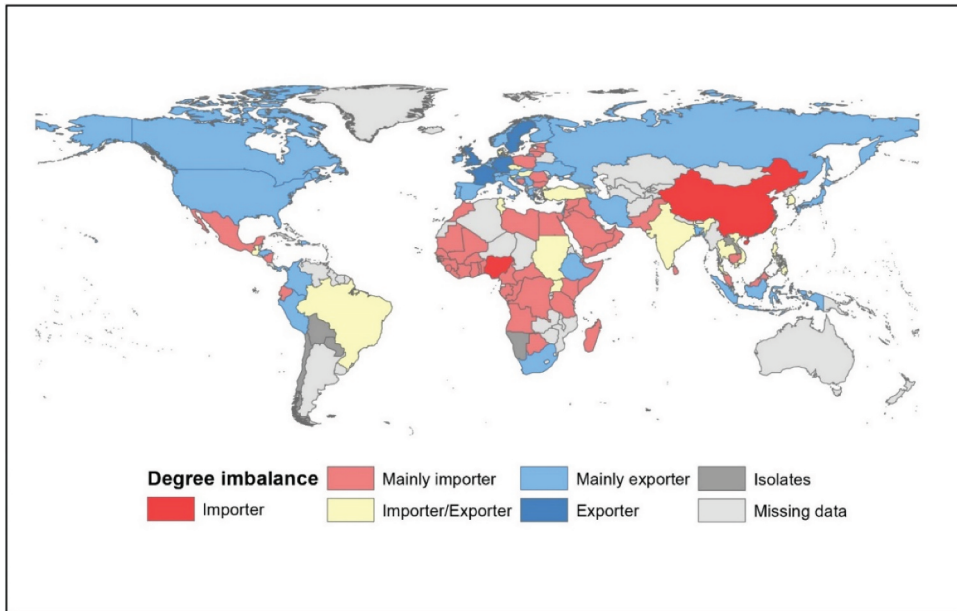 Degree imbalance
Importer
Mainly importer
Importer/Exporter
Mainly exporter
Exporter
Isolates
Missing data